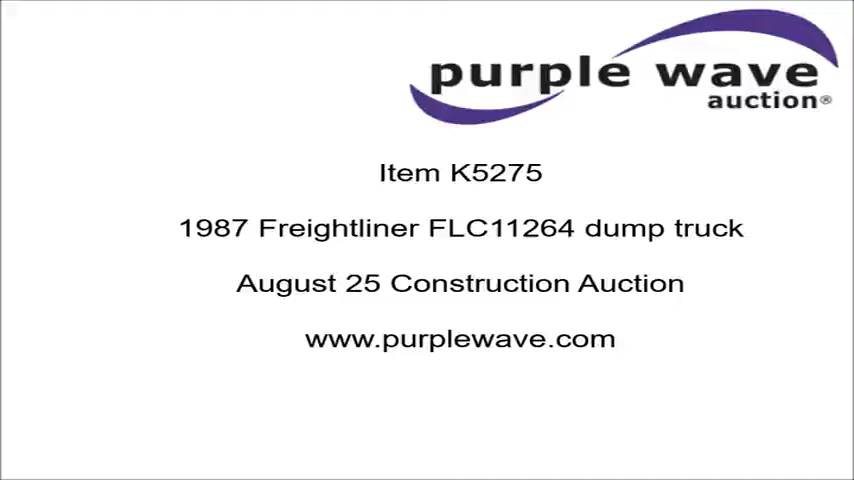 purple wave
auction®
Item K5275
1987 Freightliner FLC11264 dump truck
August 25 Construction Auction
www.purplewave.com